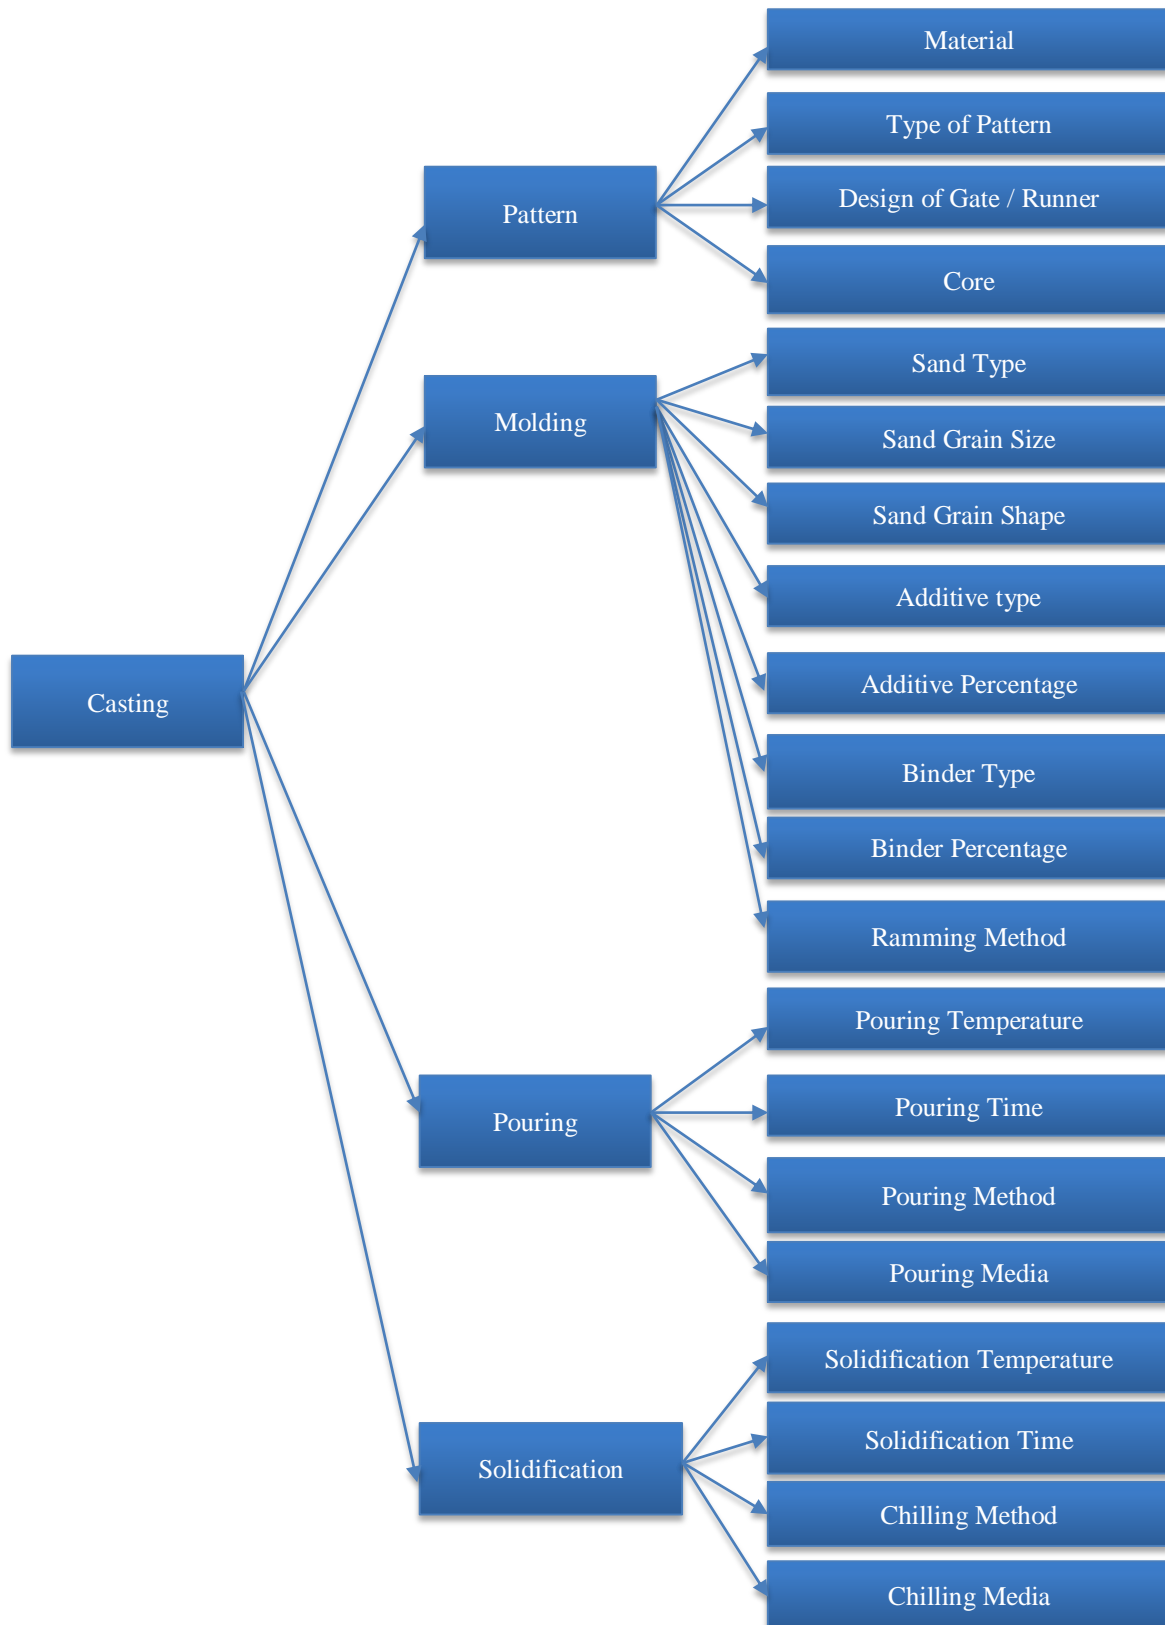 Casting
Pattern
Material
Type of Pattern
Design of Gate / Runner
Core
Molding
Sand Type
Sand Grain Size
Sand Grain Shape
Additive type
Additive Percentage
Binder Type
Binder Percentage
Ramming Method
Pouring
Pouring Temperature
Pouring Time
Pouring Method
Pouring Media
Solidification
Solidification Temperature
Solidification Time
Chilling Method
Chilling Media